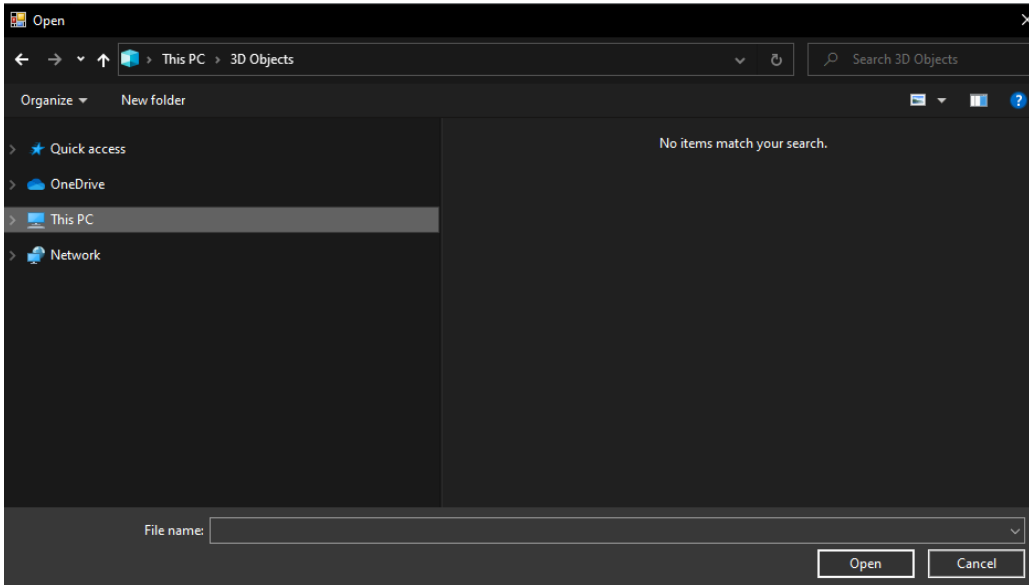 Open
This PC > 3D Objects
Search 3D Objects
Organize
New folder
Quick access
OneDrive
This PC
Network
No items match your search.
File name:
Open
Cancel